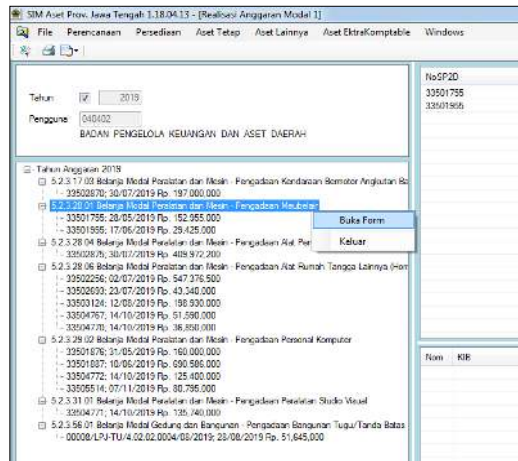 SIM Aset Prov. Jawa Tengah 1.18.04.13 - [Realisasi Anggaran Modal 1]
File Perencanaan Persediaan Aset Tetap Aset Lainnya Aset EktraKomptable Windows
Tahun 2019
Pengguna 040402
BADAN PENGELOLA KEUANGAN DAN ASET DAERAH
NoSP2D
33501755
33501955
Tahun Anggaran 2019
5.2.3.17.03 Belanja Modal Peralatan dan Mesin - Pengadaan Kendaraan Bermotor Angkutan Ba
33502870; 30/07/2019 Rp. 197,000,000
5.2.3.28.01 Belanja Modal Peralatan dan Mesin - Pengadaan Meubelair
33501755; 28/05/2019 Rp. 152,955,000
33501955; 17/06/2019 Rp. 29,425,000
Buka Form
Keluar
5.2.3.28.04 Belanja Modal Peralatan dan Mesin - Pengadaan Alat Pen
33502875; 30/07/2019 Rp. 409,972,200
5.2.3.28.06 Belanja Modal Peralatan dan Mesin - Pengadaan Alat Rumah Tangga Lainnya (Hom
33502256; 02/07/2019 Rp. 547,376,500
33502693; 23/07/2019 Rp. 43,340,000
33503124; 12/08/2019 Rp. 198,930,000
33504767; 14/10/2019 Rp. 51,590,000
33504770; 14/10/2019 Rp. 36,850,000
5.2.3.29.02 Belanja Modal Peralatan dan Mesin - Pengadaan Personal Komputer
33501876; 31/05/2019 Rp. 160,000,000
33501887; 10/06/2019 Rp. 690,586,000
33504772; 14/10/2019 Rp. 125,400,000
33505514; 07/11/2019 Rp. 80,795,000
5.2.3.31.01 Belanja Modal Peralatan dan Mesin - Pengadaan Peralatan Studio Visual
33504771; 14/10/2019 Rp. 135,740,000
5.2.3.56.01 Belanja Modal Gedung dan Bangunan - Pengadaan Bangunan Tugu/Tanda Batas
00008/LPJ-TU/4.02.02.0004/08/2019; 28/08/2019 Rp. 51,645,000
Nom KIB